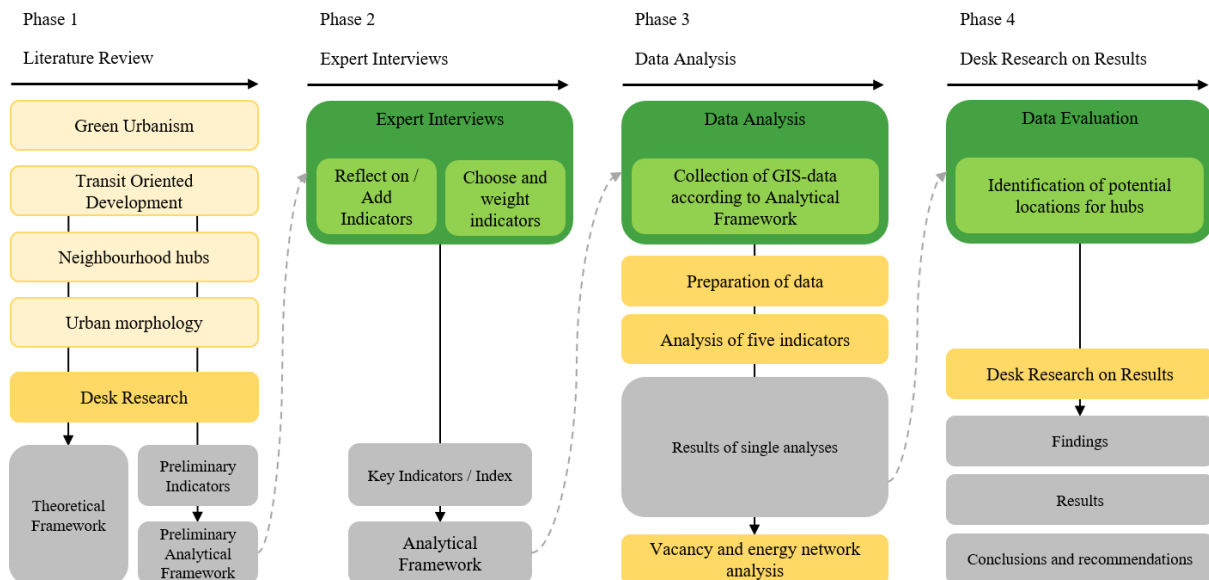 Phase 1
Literature Review
Green Urbanism
Transit Oriented
Development
Neighbourhood hubs
Urban morphology
Desk Research
Theoretical
Framework
Preliminary
Indicators
Preliminary
Analytical
Framework
Phase 2
Expert Interviews
Expert Interviews
Reflect on /
Add
Indicators
Choose and
weight
indicators
Key Indicators / Index
Analytical
Framework
Phase 3
Data Analysis
Data Analysis
Collection of GIS-data
according to Analytical
Framework
Preparation of data
Analysis of five indicators
Results of single analyses
Vacancy and energy network
analysis
Phase 4
Desk Research on Results
Data Evaluation
Identification of potential
locations for hubs
Desk Research on Results
Findings
Results
Conclusions and recommendations